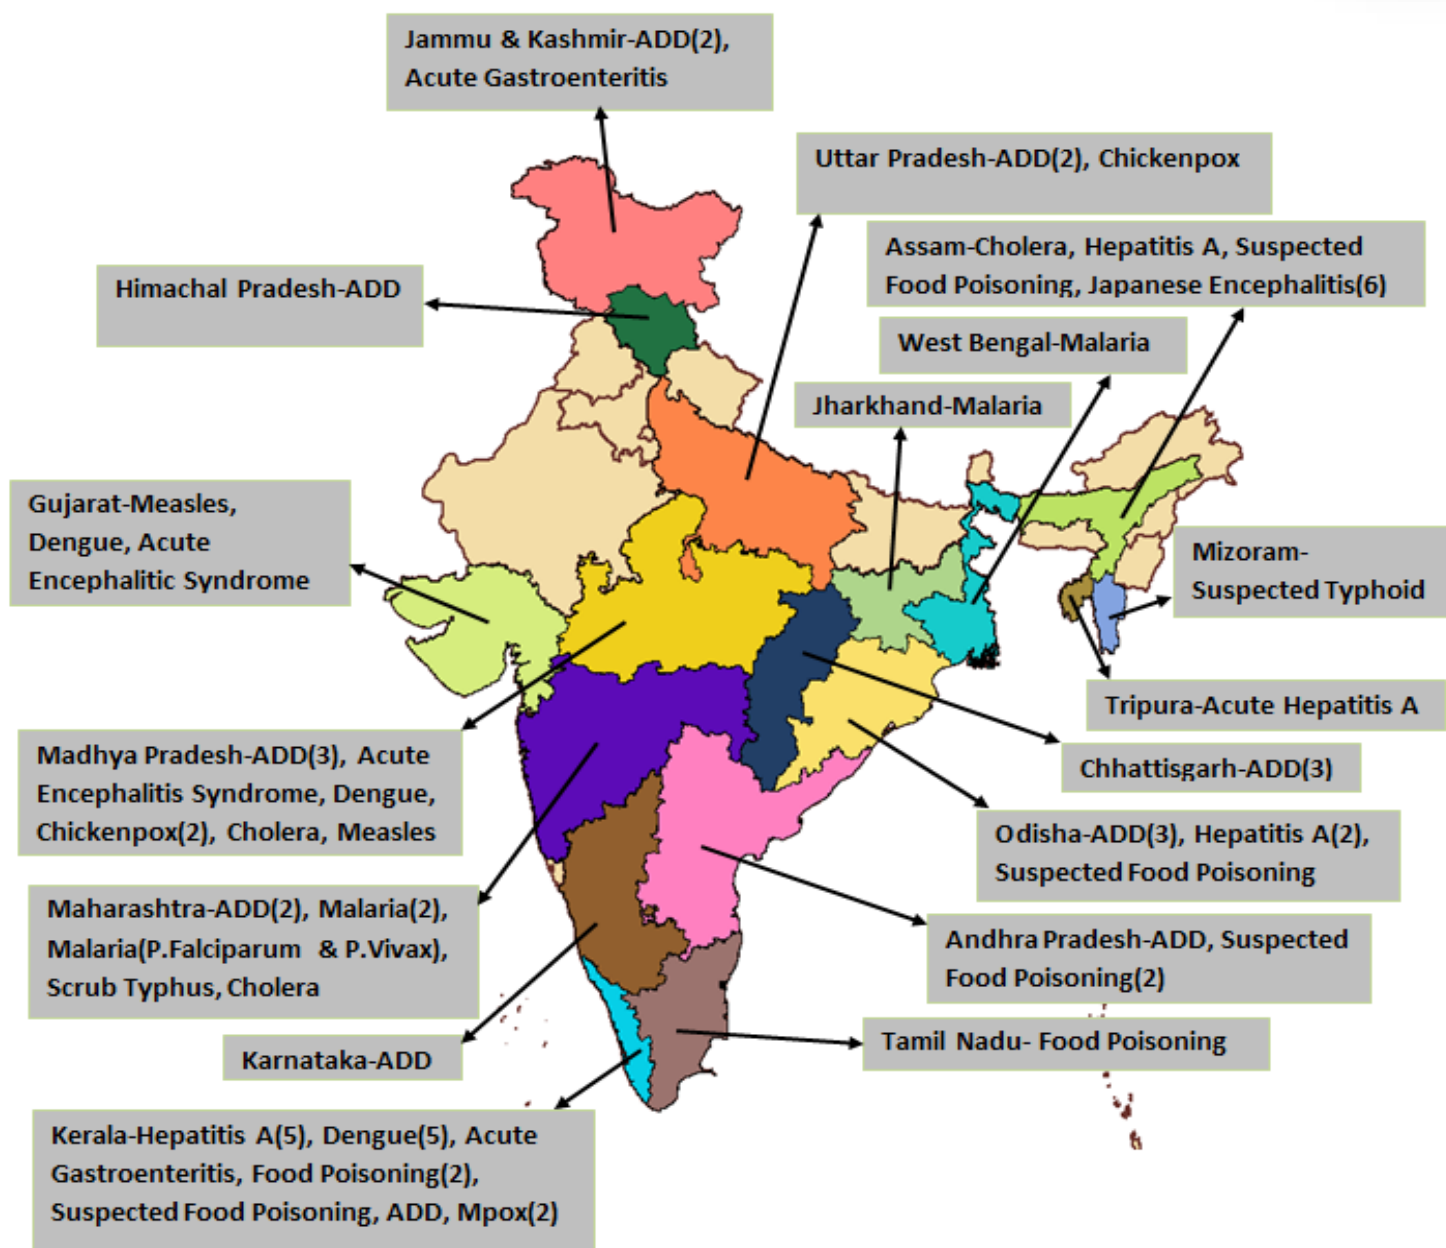 Jammu & Kashmir-ADD(2),
Acute Gastroenteritis
Uttar Pradesh-ADD(2), Chickenpox
Assam-Cholera, Hepatitis A, Suspected
Food Poisoning, Japanese Encephalitis(6)
Himachal Pradesh-ADD
West Bengal-Malaria
Jharkhand-Malaria
Gujarat-Measles,
Dengue, Acute
Encephalitic Syndrome
Mizoram-
Suspected Typhoid
Tripura-Acute Hepatitis A
Madhya Pradesh-ADD(3), Acute
Encephalitis Syndrome, Dengue,
Chickenpox(2), Cholera, Measles
Chhattisgarh-ADD(3)
Odisha-ADD(3), Hepatitis A(2),
Suspected Food Poisoning
Maharashtra-ADD(2), Malaria(2),
Malaria(P.Falciparum & P.Vivax),
Scrub Typhus, Cholera
Andhra Pradesh-ADD, Suspected
Food Poisoning(2)
Karnataka-ADD
Tamil Nadu- Food Poisoning
Kerala-Hepatitis A(5), Dengue(5), Acute
Gastroenteritis, Food Poisoning(2),
Suspected Food Poisoning, ADD, Mpox(2)